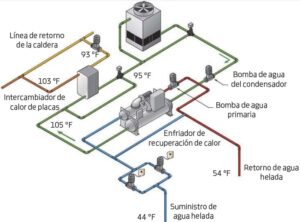 Línea de retorno
de la caldera
93 °F
103 °F
95 °F
Bomba de agua
del condensador
Intercambiador de
calor de placas
Bomba de agua
primaria
105 °F
Enfriador de
recuperación de calor
54 °F
Retorno de agua
helada
Suministro de
agua helada
44 °F